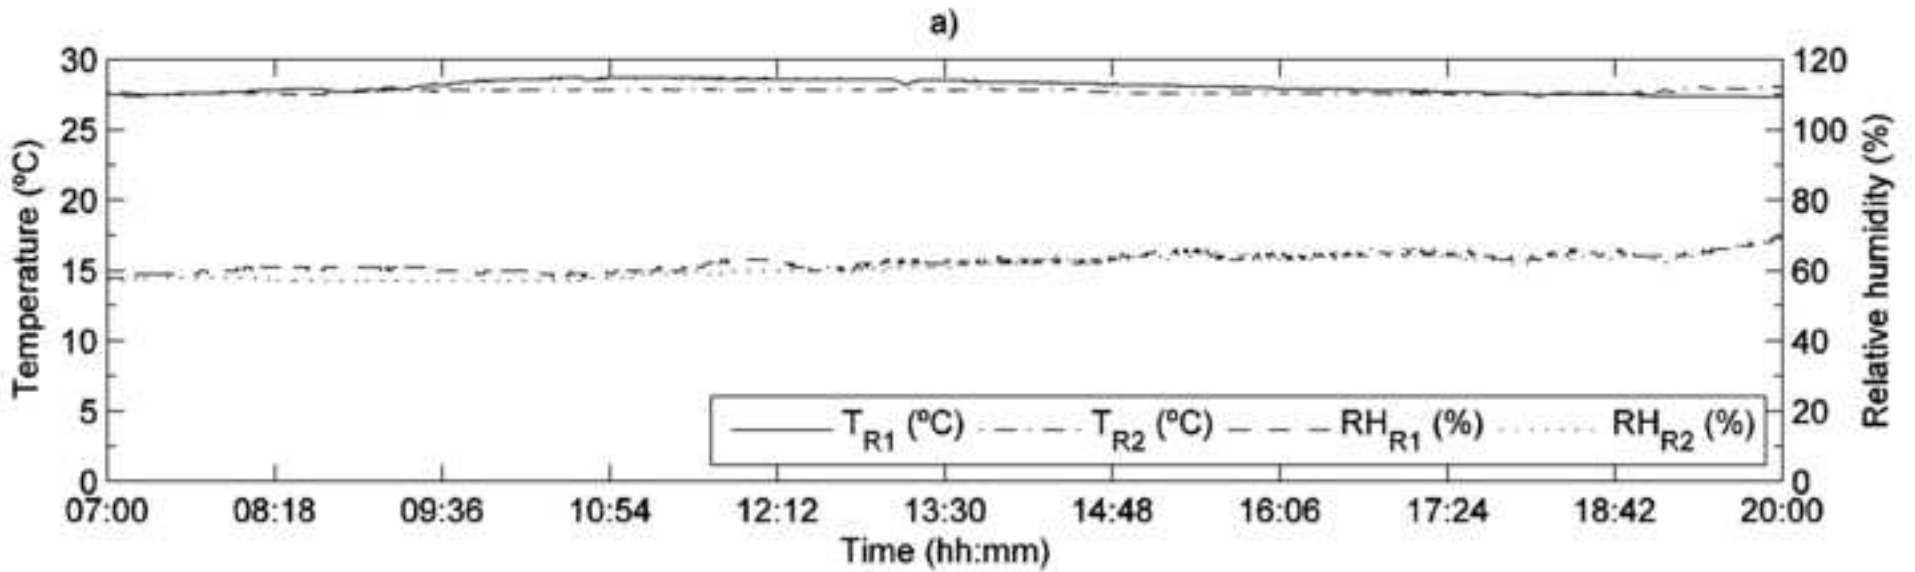 a)
30
25
20
15
10
5
0
Temperature (ºC)
120
100
80
60
40
20
0
Relative humidity (%)
T_R1 (ºC) T_R2 (ºC) RH_R1 (%) RH_R2 (%)
07:00 08:18 09:36 10:54 12:12 13:30 14:48 16:06 17:24 18:42 20:00
Time (hh:mm)